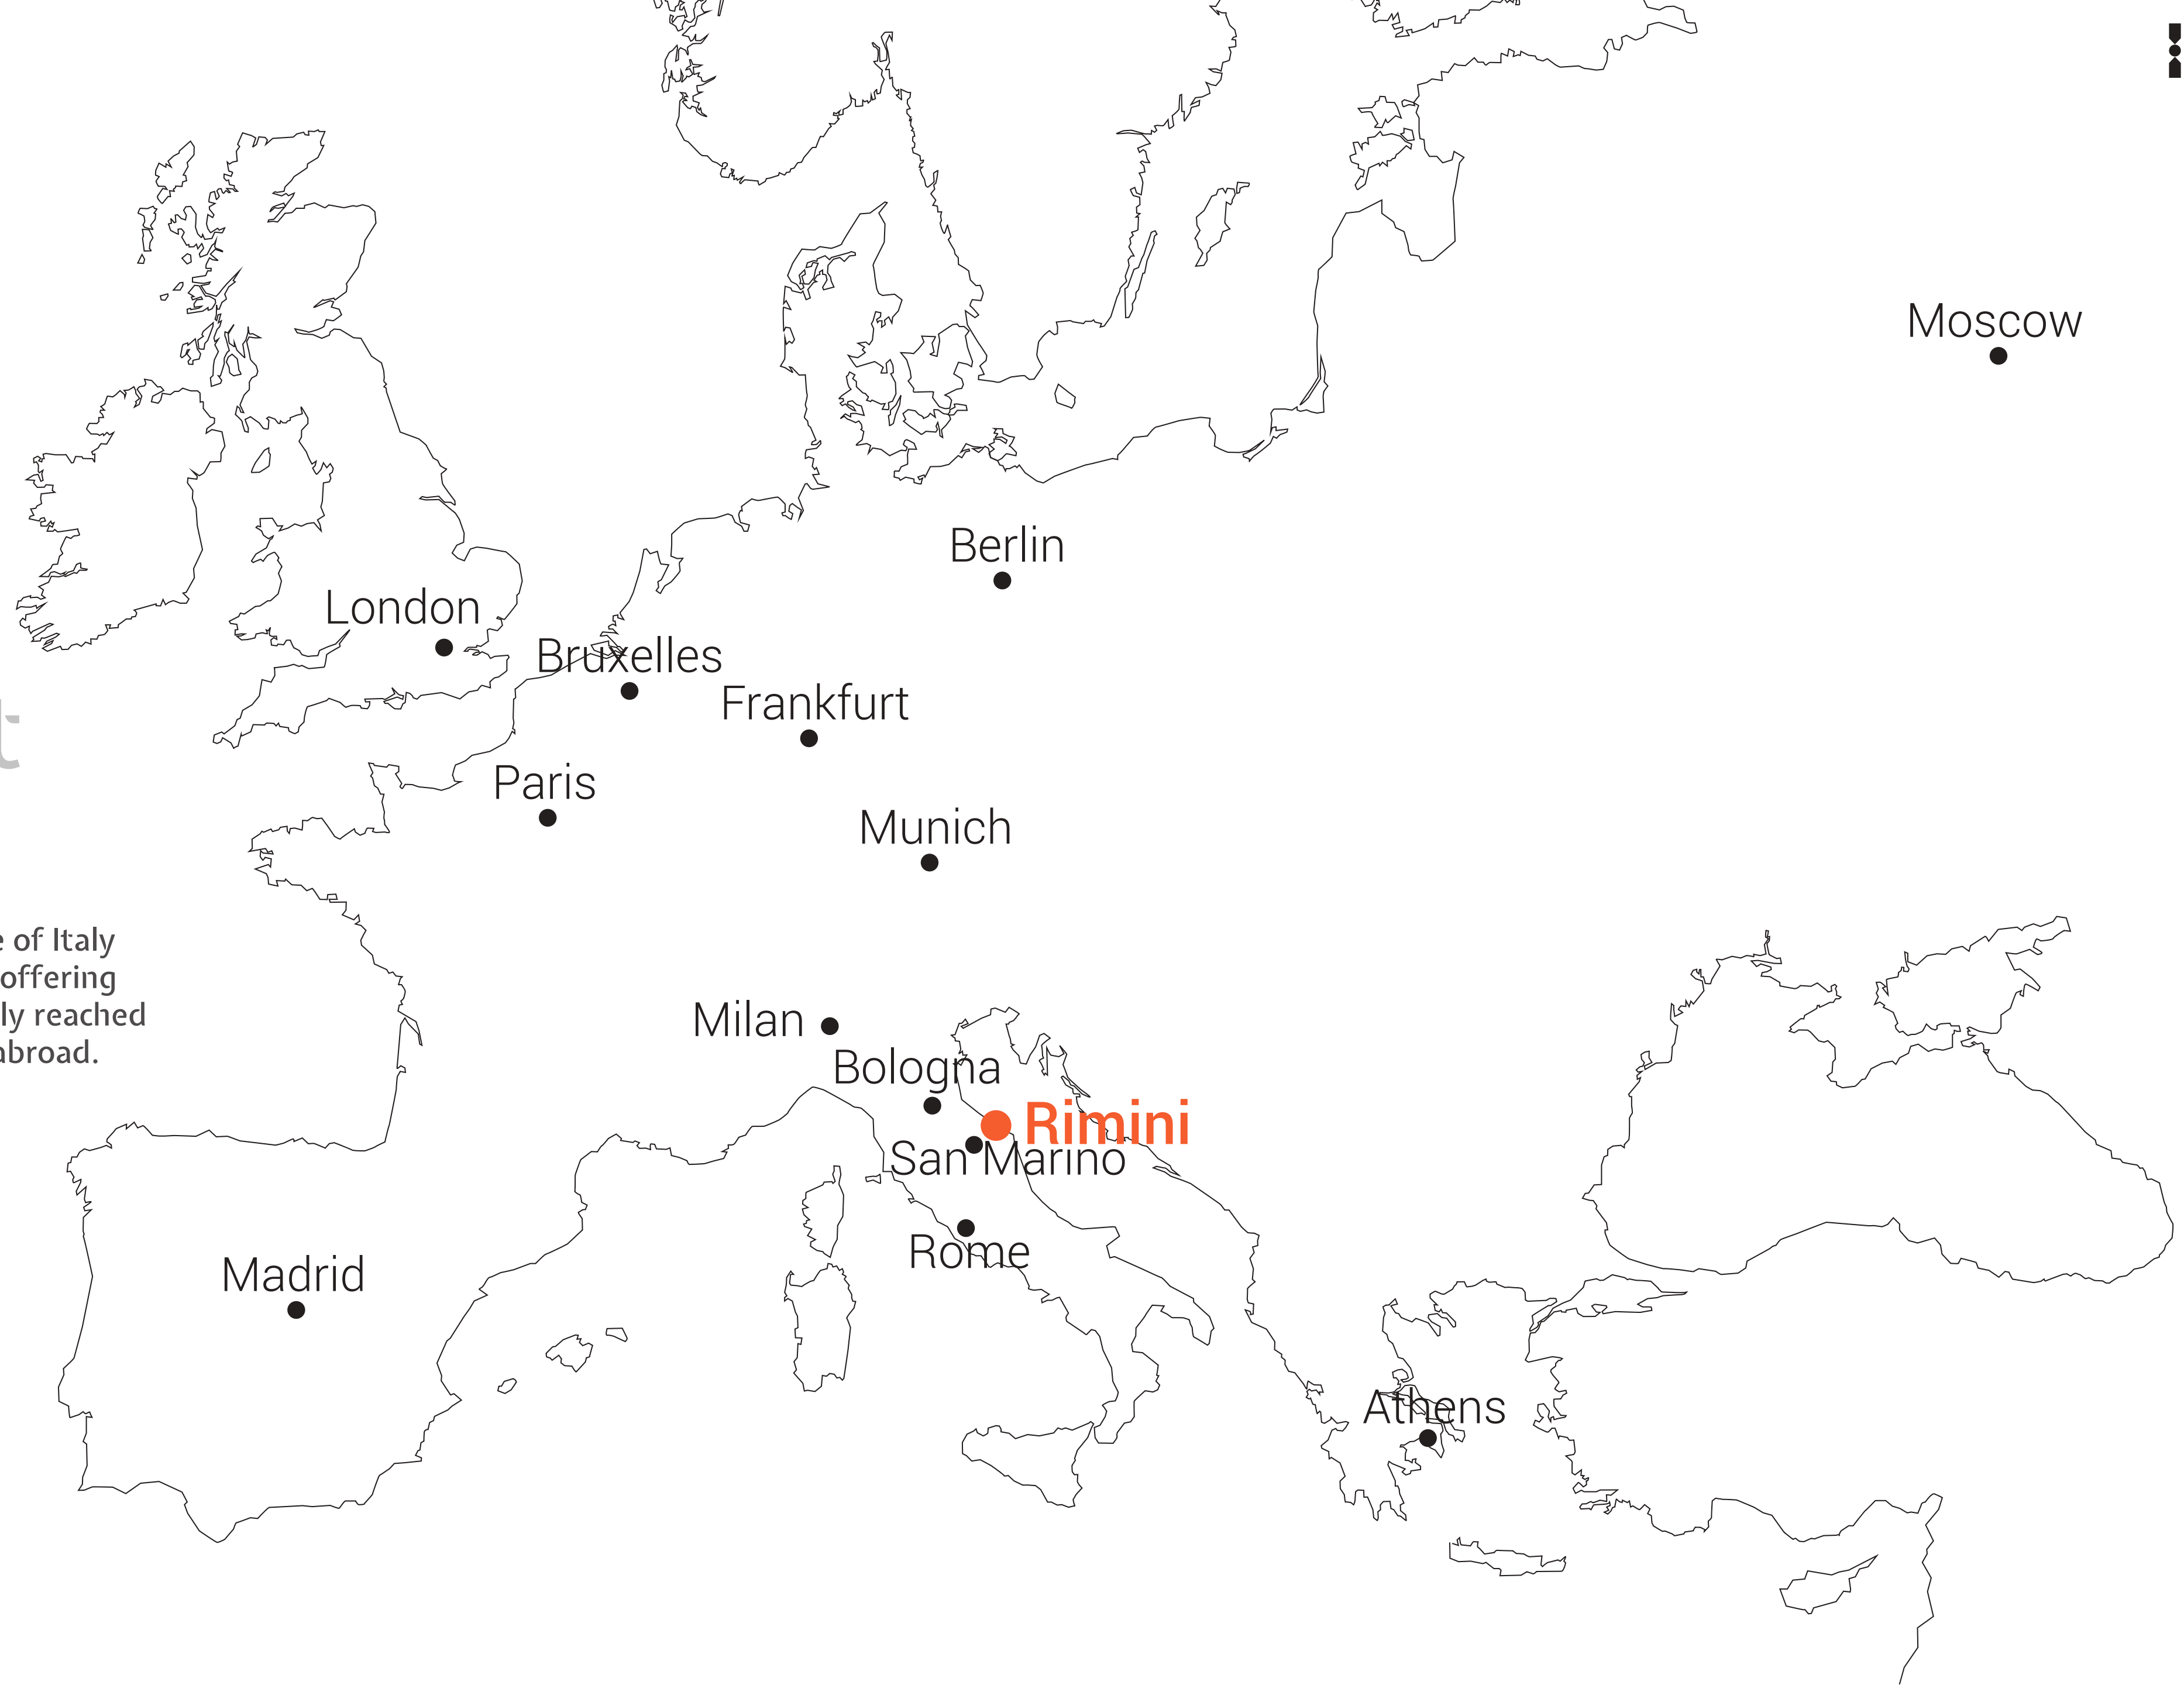 Moscow
Berlin
London
Bruxelles
Frankfurt
t
Paris
Munich
of Italy
offering
reached
abroad.
Milan
Bologna
Rimini
San Marino
Rome
Madrid
Athens